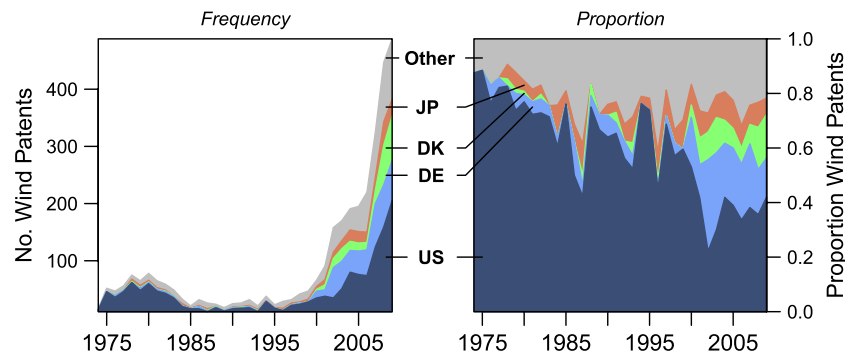 Frequency
Proportion
No. Wind Patents
100
200
300
400
1975
1985
1995
2005
Other
JP
DK
DE
US
1975
1985
1995
2005
0.0
0.2
0.4
0.6
0.8
1.0
Proportion Wind Patents